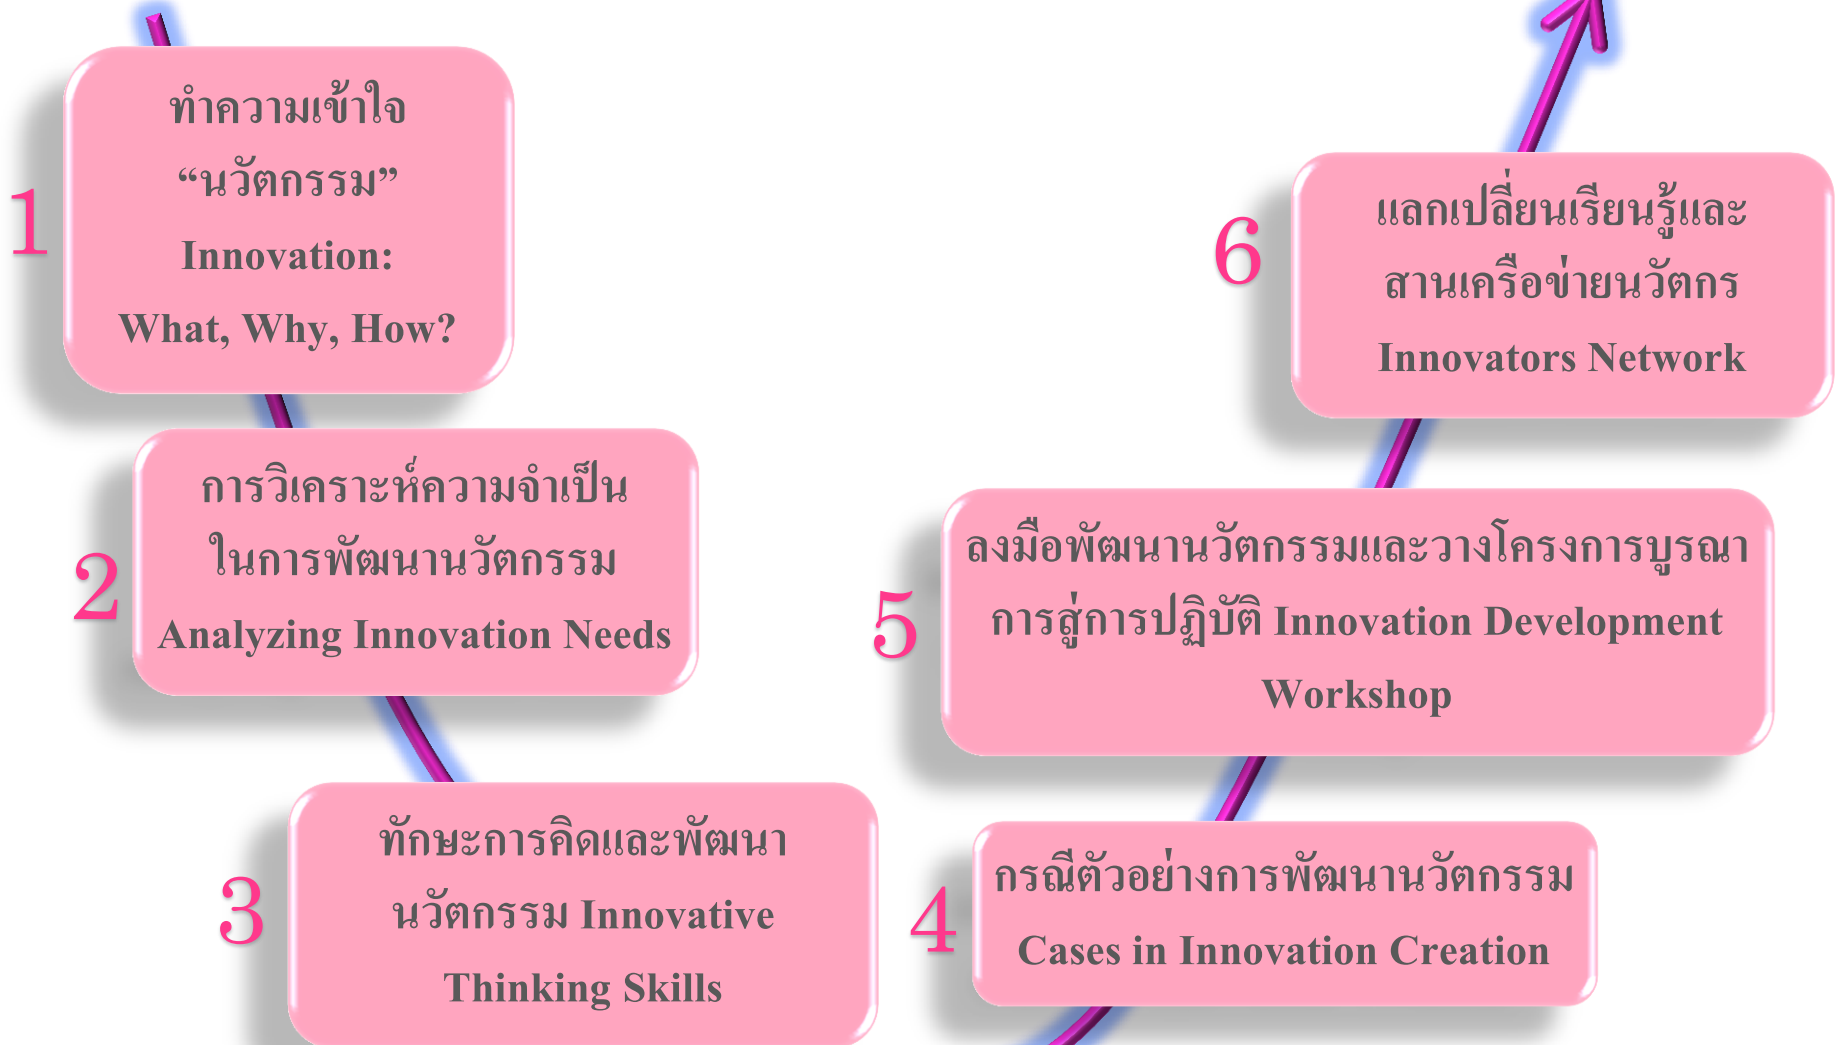 1
ทำความเข้าใจ
“นวัตกรรม”
Innovation:
What, Why, How?
2
การวิเคราะห์ความจำเป็น
ในการพัฒนานวัตกรรม
Analyzing Innovation Needs
3
ทักษะการคิดและพัฒนา
นวัตกรรม Innovative
Thinking Skills
4
กรณีตัวอย่างการพัฒนานวัตกรรม
Cases in Innovation Creation
5
ลงมือพัฒนานวัตกรรมและวางโครงการบูรณา
การสู่การปฏิบัติ Innovation Development
Workshop
6
แลกเปลี่ยนเรียนรู้และ
สานเครือข่ายนวัตกร
Innovators Network